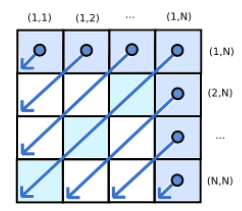 (1,1) (1,2) ... (1,N)
(1,N)
(2,N)
...
(N,N)